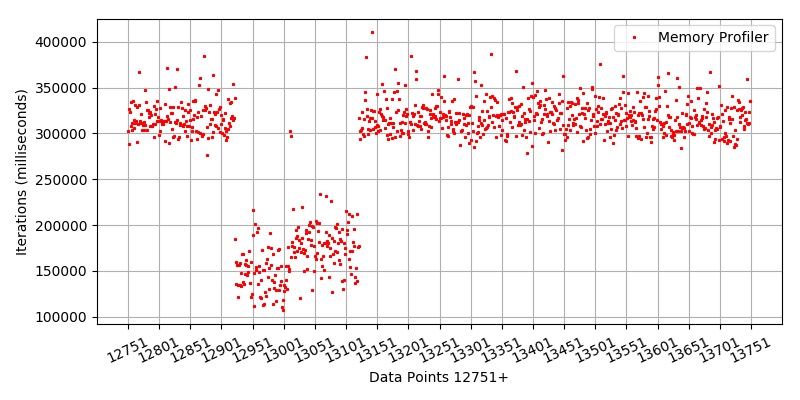 Memory Profiler
400000
350000
300000
250000
200000
150000
100000
Iterations (milliseconds)
12751 12801 12851 12901 12951 13001 13051 13101 13151 13201 13251 13301 13351 13401 13451 13501 13551 13601 13651 13701 13751
Data Points 12751+